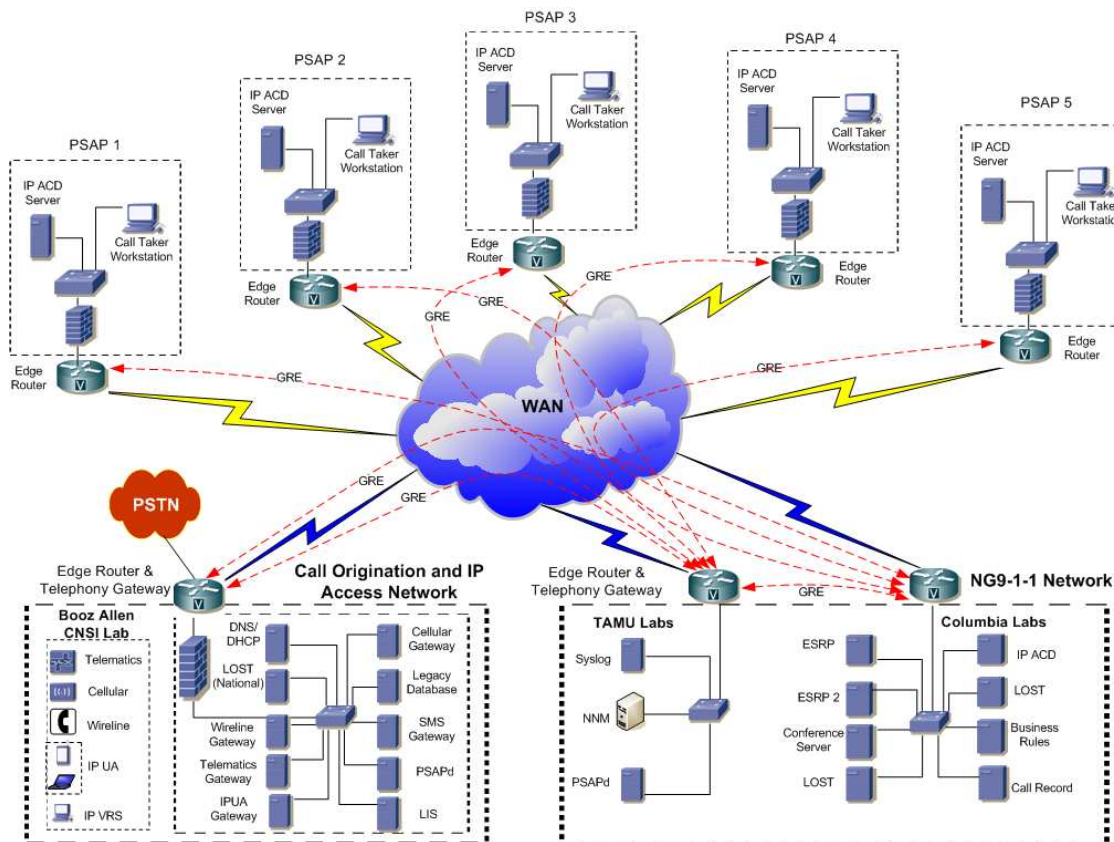 PSAP 3
PSAP 2
PSAP 4
PSAP 5
PSAP 1
IP ACD
Server
Call Taker
Workstation
IP ACD
Server
Call Taker
Workstation
IP ACD
Server
Call Taker
Workstation
IP ACD
Server
Call Taker
Workstation
IP ACD
Server
Call Taker
Workstation
Edge
Router
V
Edge
Router
V
Edge
Router
V
Edge
Router
V
Edge
Router
V
GRE
GRE
GRE
GRE
GRE
WAN
GRE
GRE
PSTN
Edge Router &
Telephony Gateway
V
Call Origination and IP
Access Network
Edge Router &
Telephony Gateway
V
GRE
V
NG9-1-1 Network
Booz Allen
CNSI Lab
Telematics
Cellular
Wireline
IP UA
IP VRS
DNS/
DHCP
LOST
(National)
Wireline
Gateway
Telematics
Gateway
IPUA
Gateway
Cellular
Gateway
Legacy
Database
SMS
Gateway
PSAPd
LIS
TAMU Labs
Syslog
NNM
PSAPd
Columbia Labs
ESRP
ESRP 2
Conference
Server
LOST
IP ACD
LOST
Business
Rules
Call Record